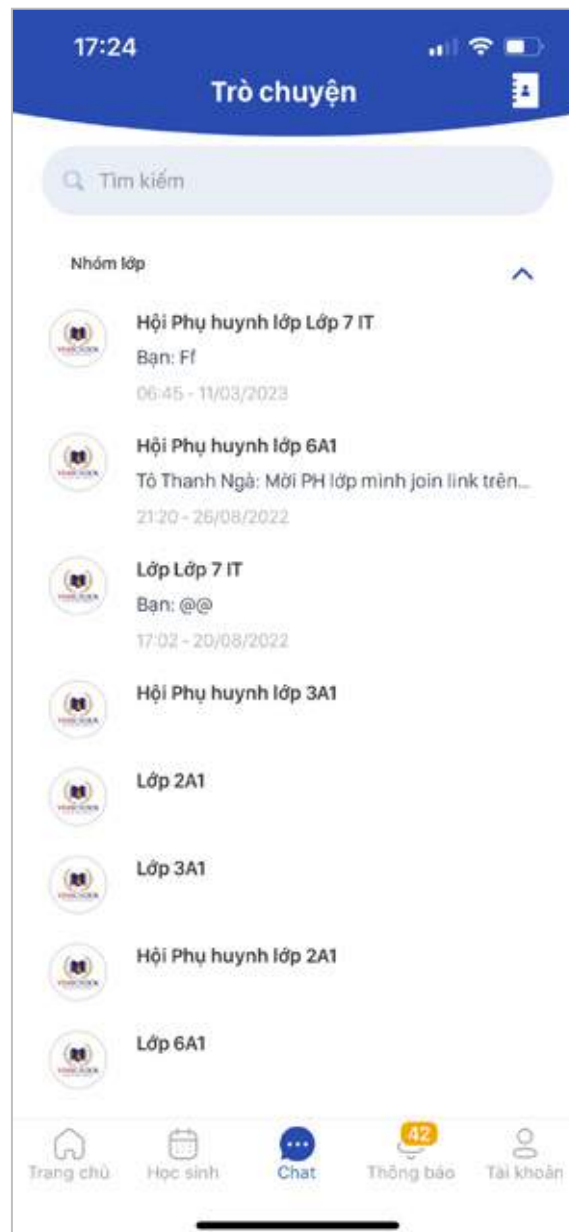 17:24
Trò chuyện
Tìm kiếm
Nhóm lớp
Hội Phụ huynh lớp Lớp 7 IT
Bạn: Ff
06:45 - 11/03/2023
Hội Phụ huynh lớp 6A1
Tô Thanh Ngà: Mời PH lớp mình join link trên...
21:20 - 26/08/2022
Lớp Lớp 7 IT
Bạn: @@
17:02 - 20/08/2022
Hội Phụ huynh lớp 3A1
Lớp 2A1
Lớp 3A1
Hội Phụ huynh lớp 2A1
Lớp 6A1
42
Trang chủ Học sinh Chat Thông báo Tài khoản